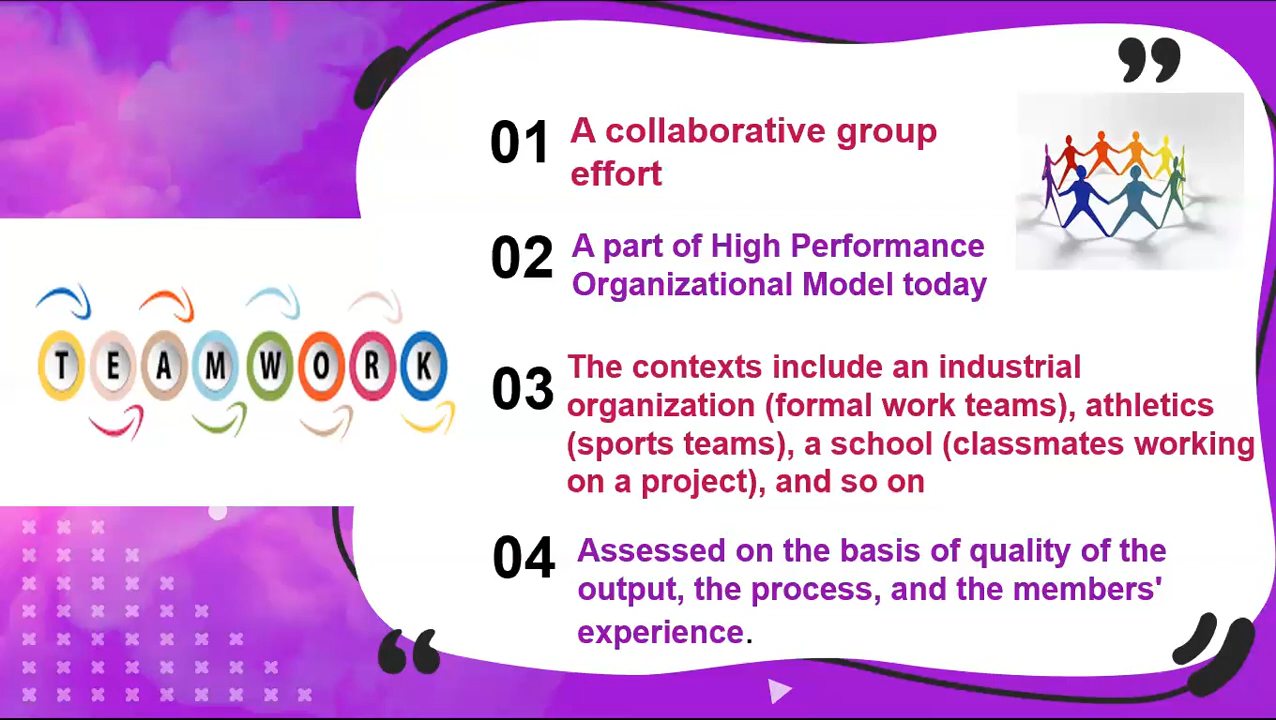 TEAMWORK
01 A collaborative group
effort
02 A part of High Performance
Organizational Model today
03 The contexts include an industrial
organization (formal work teams), athletics
(sports teams), a school (classmates working
on a project), and so on
04 Assessed on the basis of quality of the
output, the process, and the members'
experience.